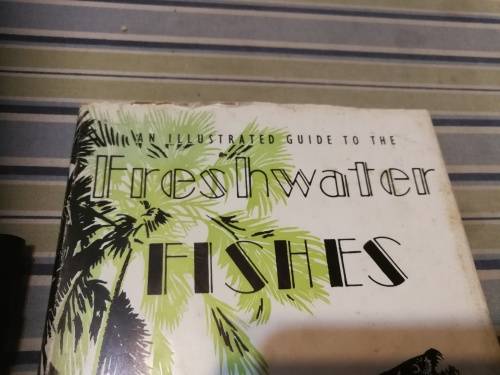 AN ILLUSTRATED GUIDE TO THE
Freshwater
FISHES